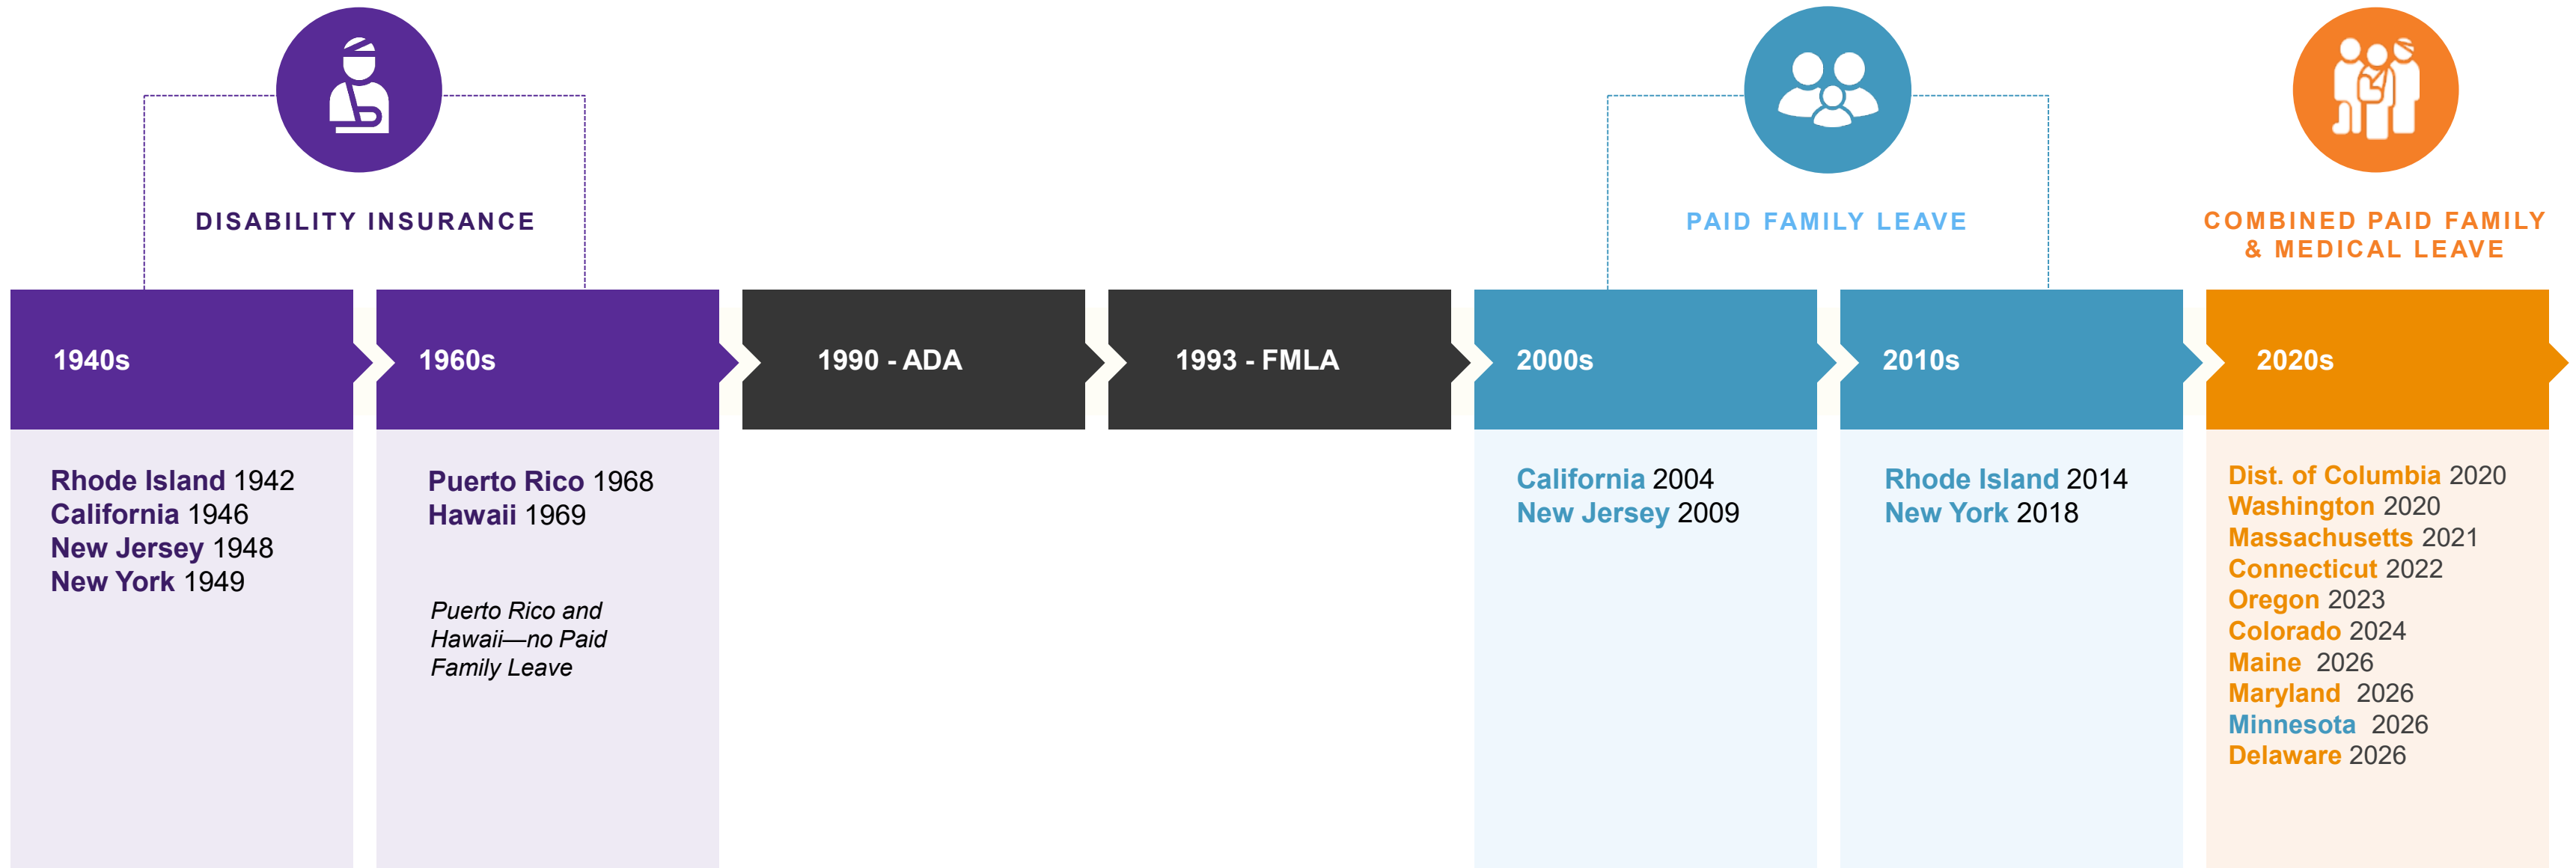 DISABILITY INSURANCE
PAID FAMILY LEAVE
COMBINED PAID FAMILY
& MEDICAL LEAVE
1940s
1960s
1990 - ADA
1993 - FMLA
2000s
2010s
2020s
Rhode Island 1942
California 1946
New Jersey 1948
New York 1949
Puerto Rico 1968
Hawaii 1969
Puerto Rico and
Hawaii—no Paid
Family Leave
California 2004
New Jersey 2009
Rhode Island 2014
New York 2018
Dist. of Columbia 2020
Washington 2020
Massachusetts 2021
Connecticut 2022
Oregon 2023
Colorado 2024
Maine 2026
Maryland 2026
Minnesota 2026
Delaware 2026